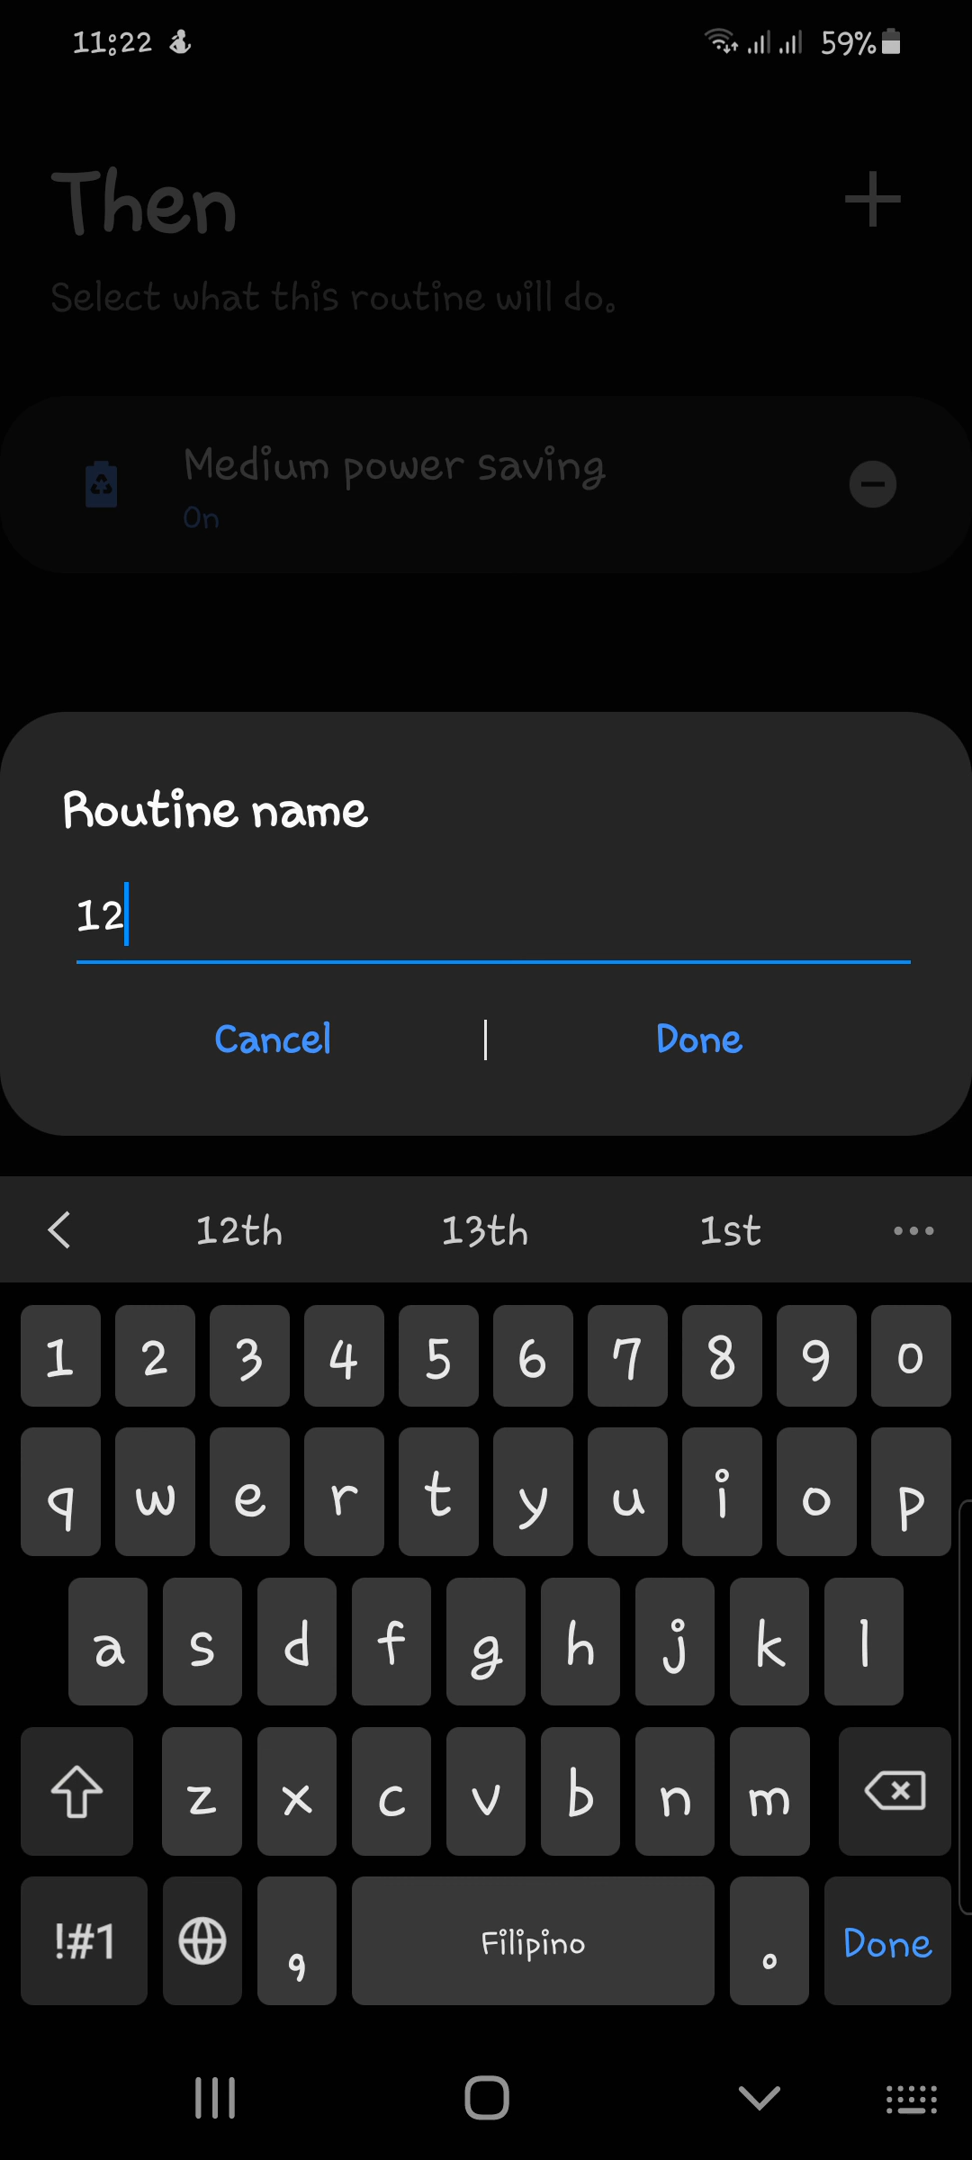 11:22 59%
Then
Select what this routine will do.
Medium power saving
On
Routine name
12
Cancel | Done
12th 13th 1st
1 2 3 4 5 6 7 8 9 0
q w e r t y u i o p
a s d f g h j k l
z x c v b n m
!#1 , Filipino . Done